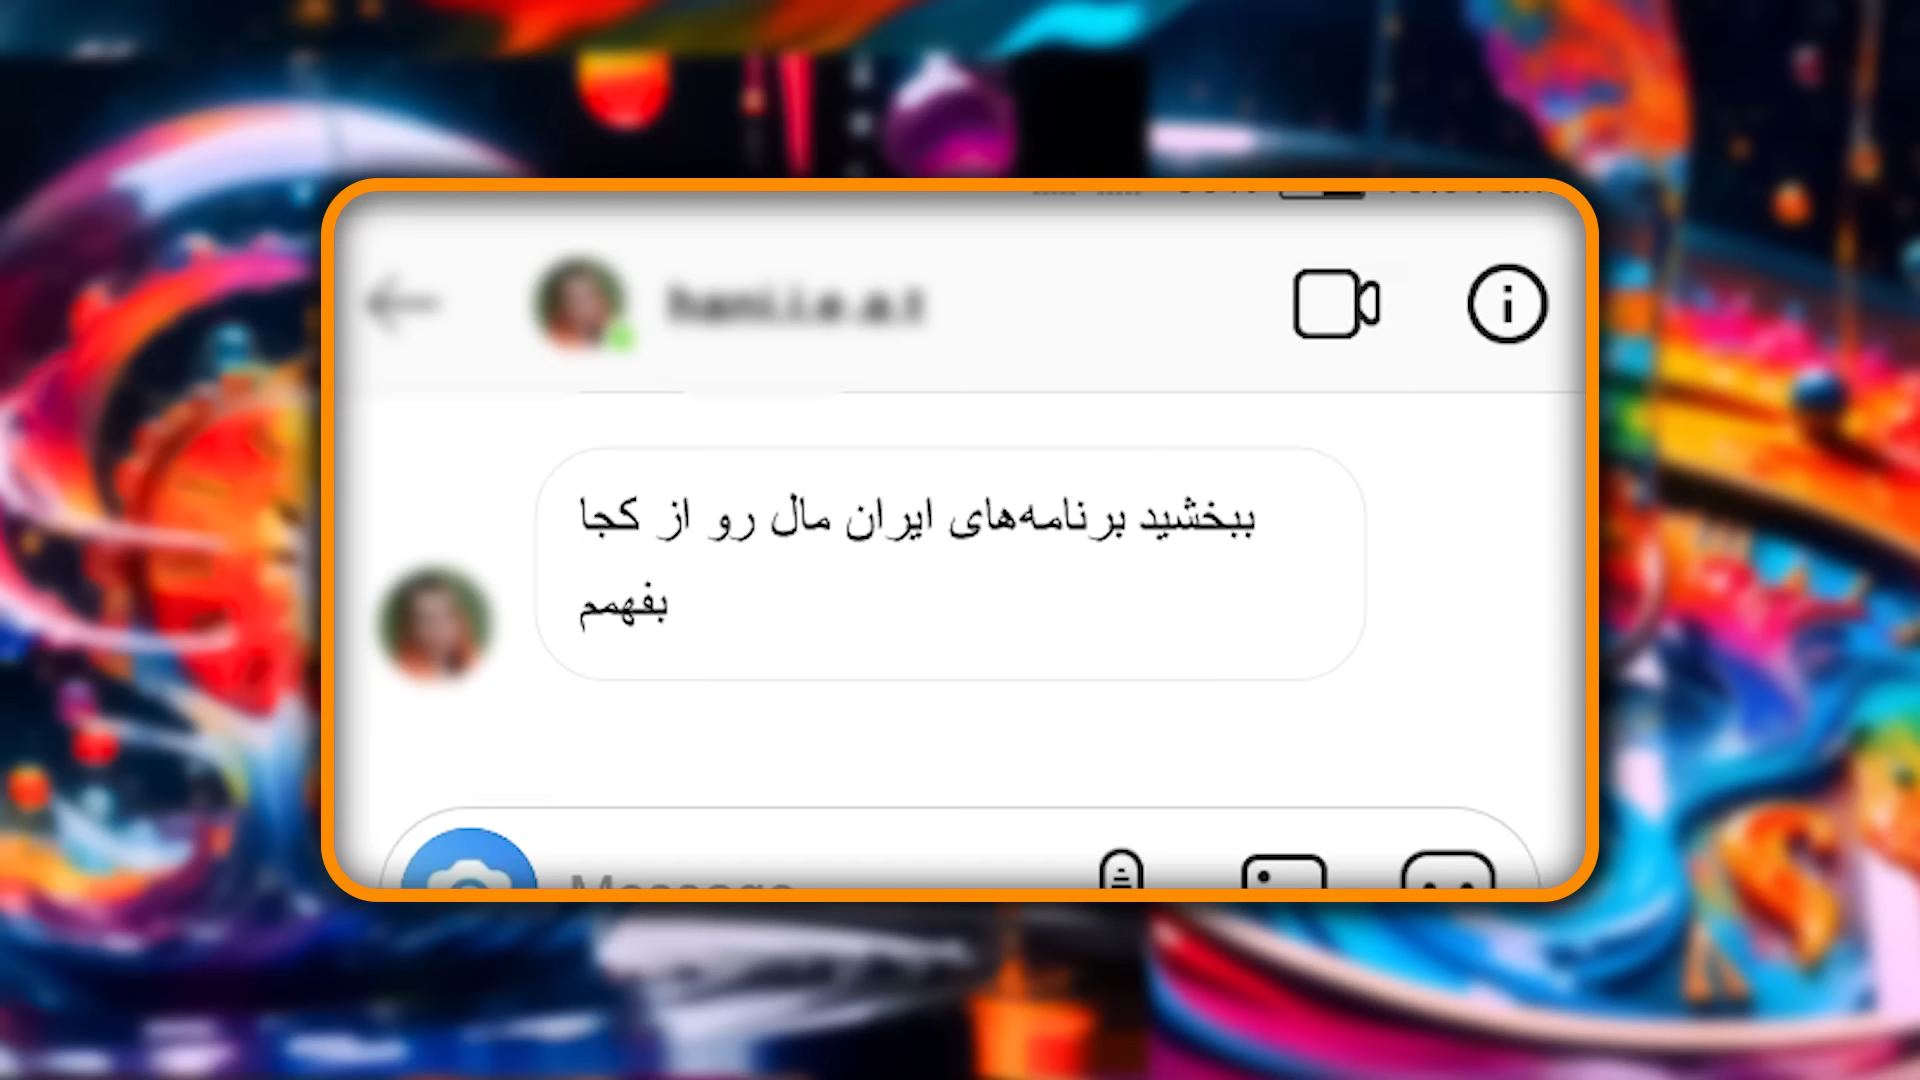 ببخشید برنامه‌های ایران مال رو از کجا
بفهمم